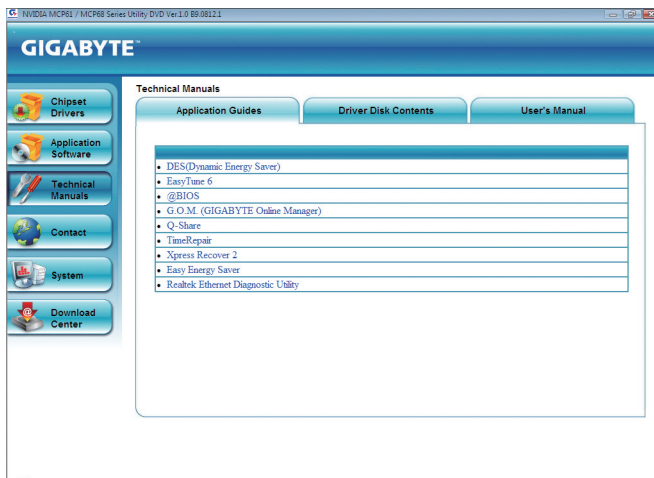 NVIDIA MCP61 / MCP68 Series Utility DVD Ver.1.0 B9.0812.1
GIGABYTE™
Chipset
Drivers
Application
Software
Technical
Manuals
Contact
System
Download
Center
Technical Manuals
Application Guides
Driver Disk Contents
User's Manual
• DES(Dynamic Energy Saver)
• EasyTune 6
• @BIOS
• G.O.M. (GIGABYTE Online Manager)
• Q-Share
• TimeRepair
• Xpress Recover 2
• Easy Energy Saver
• Realtek Ethernet Diagnostic Utility